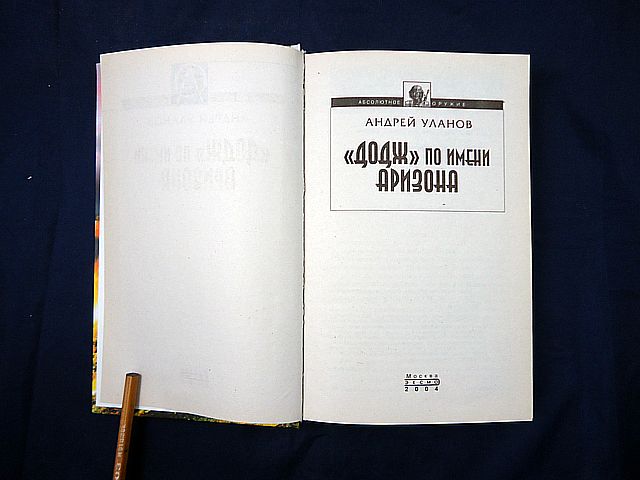 АБСОЛЮТНОЕ ОРУЖИЕ
АНДРЕЙ УЛАНОВ
«ДОДЖ» ПО ИМЕНИ
АРИЗОНА
Москва
ЭКСМО
2004